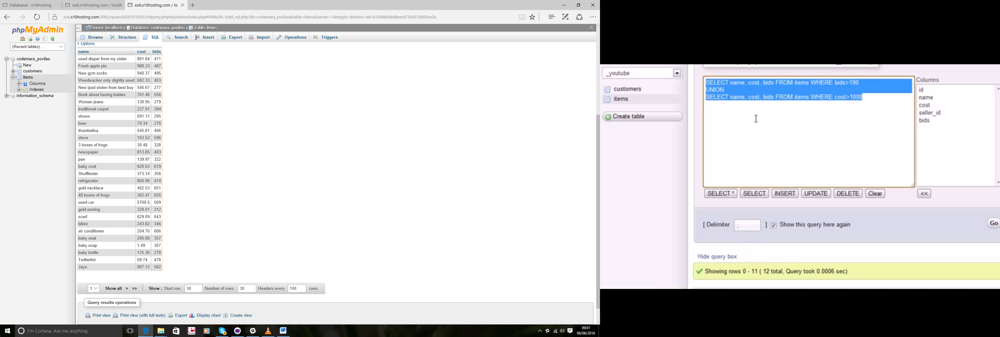 Databases - x10Hosting
xo6.x10hosting.com / localh
xo6.x10hosting.com / lo
xo6.x10hosting.com:2083/cpsess5820701020/3rdparty/phpMyAdmin/index.php#PMAURL-6:tbl_sql.php?db=codemara_povilas&table=items&server=1&target=&token=d61a1564bb0649eec8756437db00ce3a
phpMyAdmin
(Recent tables) ...
codemara_povilas
New
customers
items
Columns
Indexes
information_schema
Server: localhost » Database: codemara_povilas » Table: items
Browse Structure SQL Search Insert Export Import Operations Triggers
+ Options
name cost bids
used diaper from my sister 801.84 471
Fresh apple pie 988.33 487
New gym socks 940.37 495
Weedwacker only slightly used 682.33 403
New ipad stolen from best buy 546.67 277
Book about having babies 701.46 556
Woman jeans 130.95 279
traditional carpet 227.91 394
shows 691.11 295
beer 79.34 278
thumbelina 545.61 466
stove 103.52 596
3 boxes of frogs 30.48 328
newspaper 813.85 403
pan 139.97 322
baby coat 620.63 619
Shufflester 373.14 358
refrigerator 860.90 474
gold necklace 402.53 651
48 boxes of frogs 302.47 655
used car 5700.5 509
gold earring 328.01 212
scarf 629.09 643
bikini 243.82 346
air conditioner 204.76 686
baby seat 206.88 357
baby soap 1.49 307
baby bottle 125.36 278
Twitterlist 69.74 478
Jayo 807.12 582
1 Show all > >> Show : Start row: 30 Number of rows: 30 Headers every 100 rows
Query results operations
Print view Print view (with full texts) Export Display chart Create view
I'm Cortana. Ask me anything.
09:01
06/06/2016
_youtube
customers
items
Create table
SELECT name, cost, bids FROM items WHERE bids>190
UNION
SELECT name, cost, bids FROM items WHERE cost>1000
Columns
id
name
cost
seller_id
bids
SELECT * SELECT INSERT UPDATE DELETE Clear <<
[ Delimiter ; ] Show this query here again
Go
Hide query box
Showing rows 0 - 11 ( 12 total, Query took 0.0006 sec)